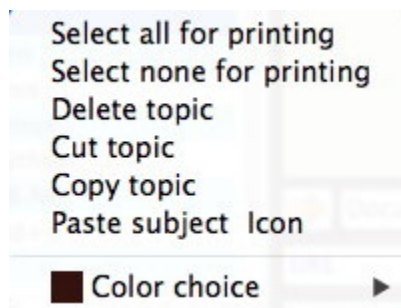 Select all for printing
Select none for printing
Delete topic
Cut topic
Copy topic
Paste subject Icon
Color choice